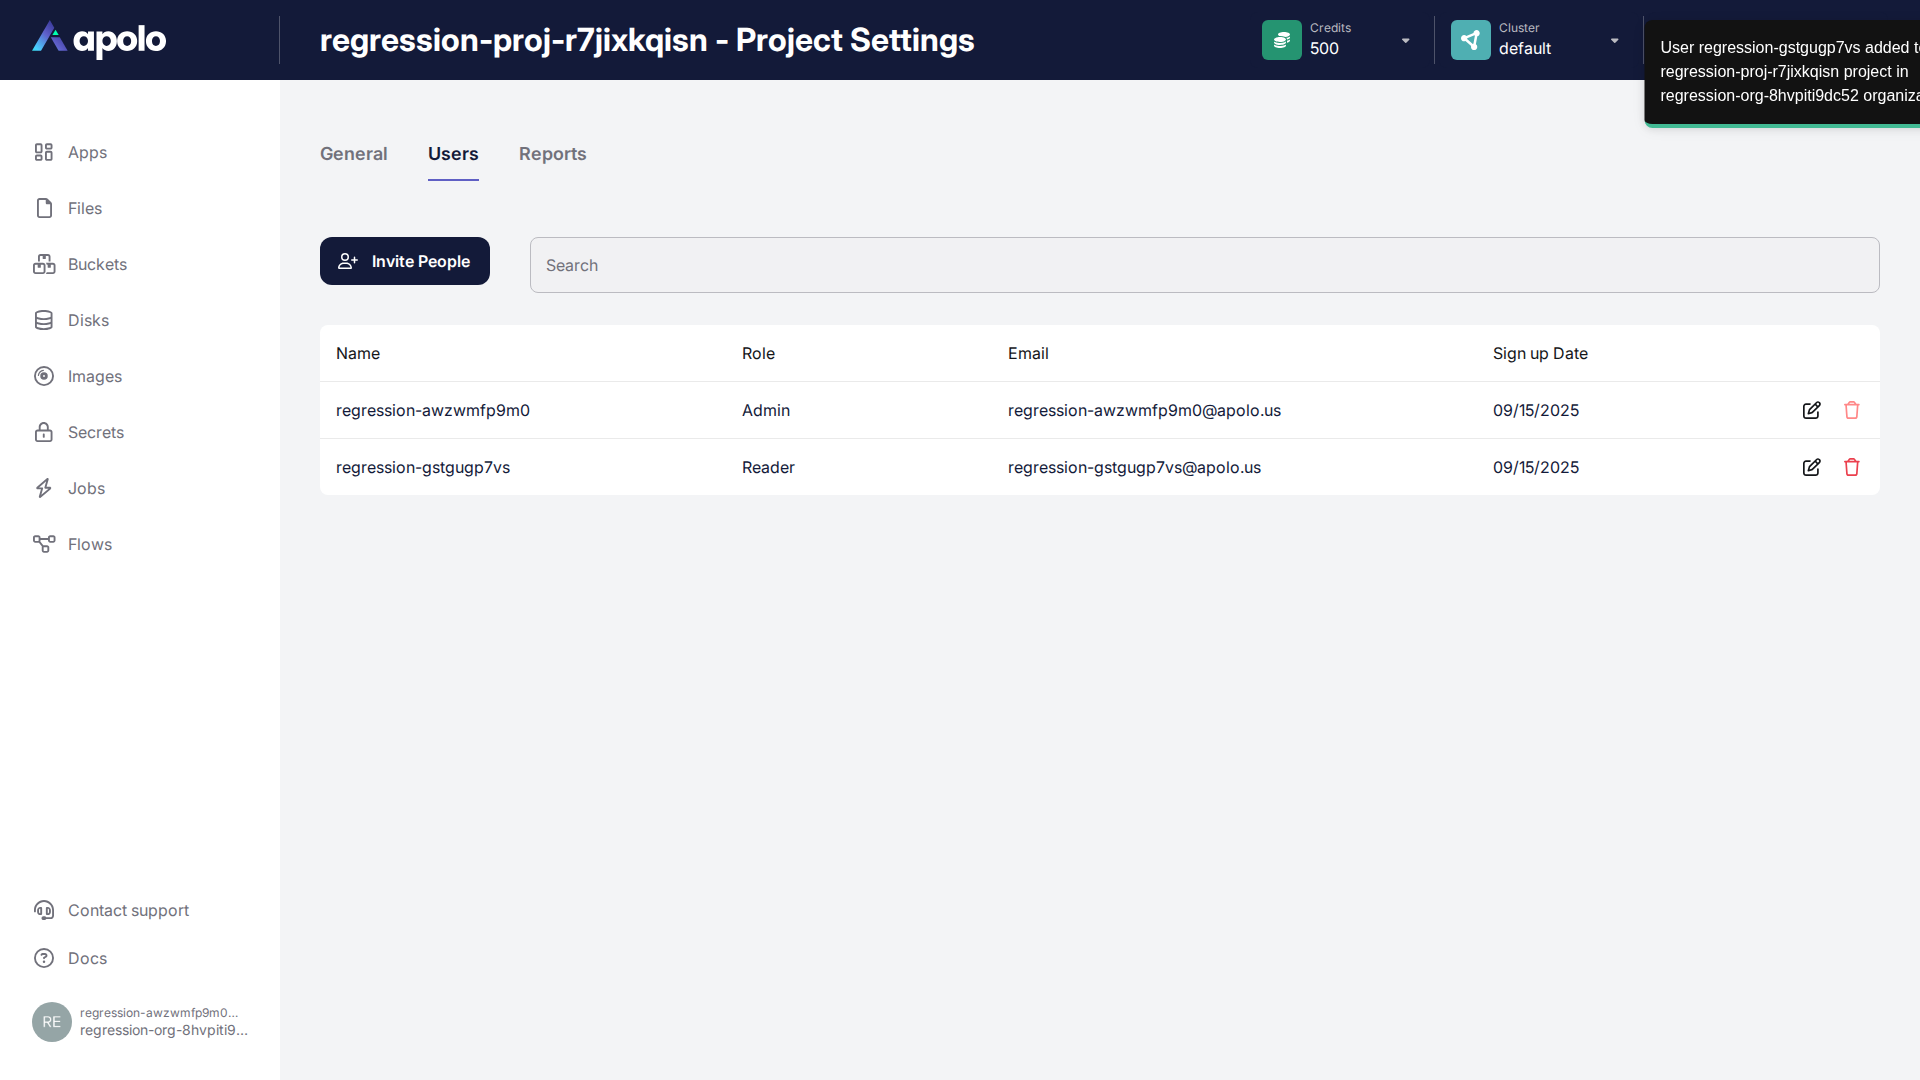 apolo
regression-proj-r7jixkqisn - Project Settings
Credits
500
Cluster
default
User regression-gstgugp7vs added
regression-proj-r7jixkqisn project in
regression-org-8hvpiti9dc52
Apps
Files
Buckets
Disks
Images
Secrets
Jobs
Flows
General Users Reports
Invite People
Search
Name Role Email Sign up Date
regression-awzwmfp9m0 Admin regression-awzwmfp9m0@apolo.us 09/15/2025
regression-gstgugp7vs Reader regression-gstgugp7vs@apolo.us 09/15/2025
Contact support
Docs
RE
regression-awzwmfp9m0...
regression-org-8hvpiti9...